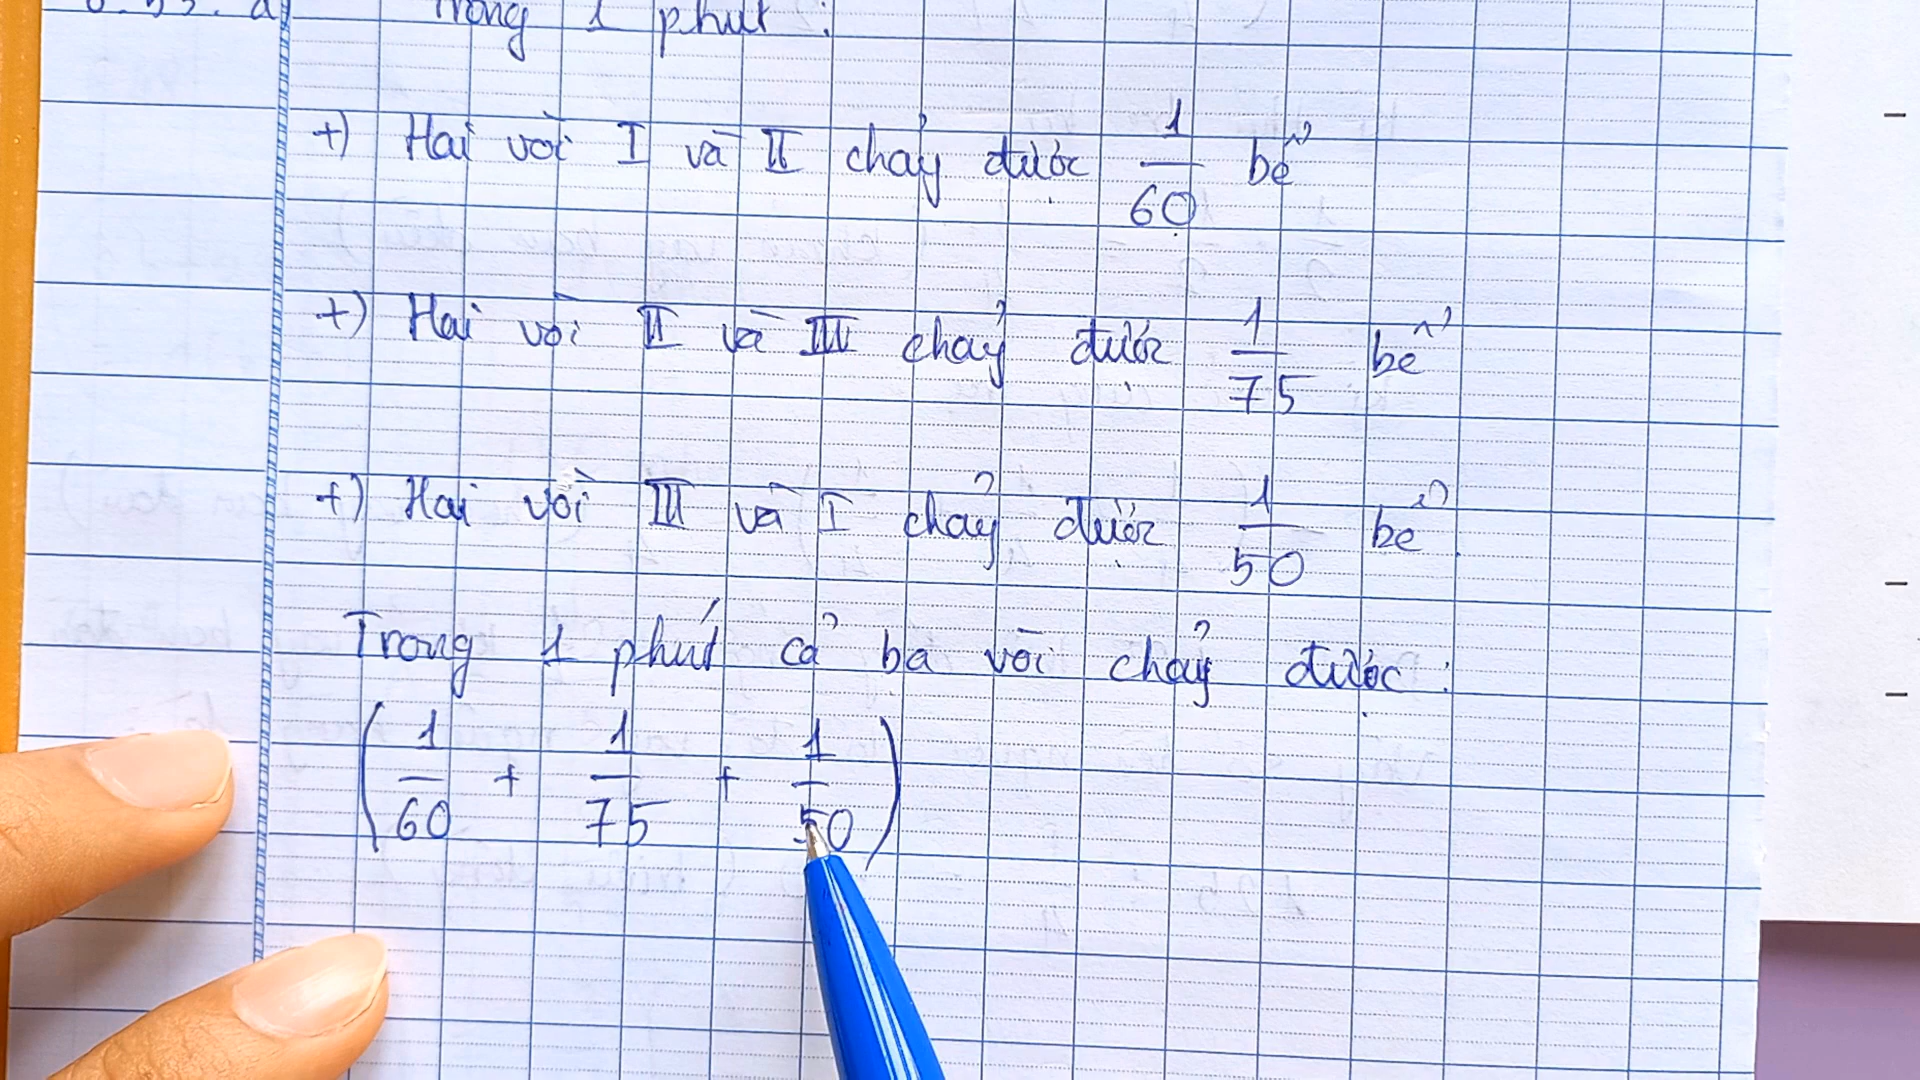 Trong 1 phút :
+) Hai vòi I và II chảy được 1/60 bể
+) Hai vòi II và III chảy được 1/75 bể
+) Hai vòi III và I chảy được 1/50 bể.
Trong 1 phút cả ba vòi chảy được :
(1/60 + 1/75 + 1/50)